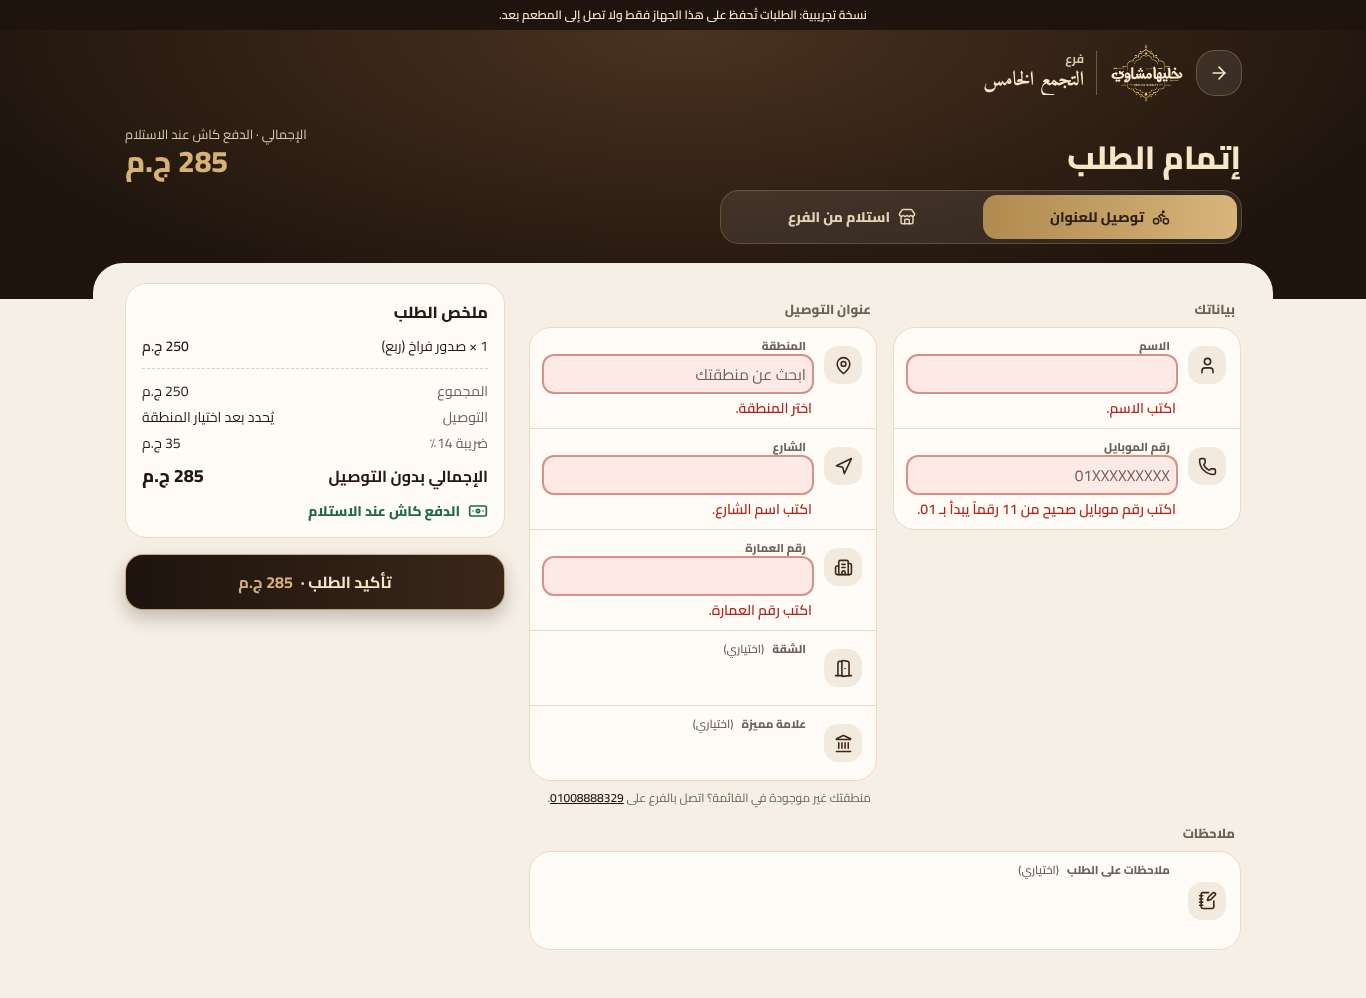 نسخة تجريبية: الطلبات تُحفظ على هذا الجهاز فقط ولا تصل إلى المطعم بعد.
خليها مشاوي
فرع
التجمع الخامس
إتمام الطلب
الإجمالي · الدفع كاش عند الاستلام
285 ج.م
توصيل للعنوان
استلام من الفرع
بياناتك
الاسم
اكتب الاسم.
رقم الموبايل
01XXXXXXXXX
اكتب رقم موبايل صحيح من 11 رقماً يبدأ بـ 01.
عنوان التوصيل
المنطقة
ابحث عن منطقتك
اختر المنطقة.
الشارع
اكتب اسم الشارع.
رقم العمارة
اكتب رقم العمارة.
الشقة (اختياري)
علامة مميزة (اختياري)
منطقتك غير موجودة في القائمة؟ اتصل بالفرع على 01008888329.
ملاحظات
ملاحظات على الطلب (اختياري)
ملخص الطلب
1 × صدور فراخ (ربع) 250 ج.م
المجموع 250 ج.م
التوصيل يُحدد بعد اختيار المنطقة
ضريبة 14٪ 35 ج.م
الإجمالي بدون التوصيل 285 ج.م
الدفع كاش عند الاستلام
تأكيد الطلب · 285 ج.م